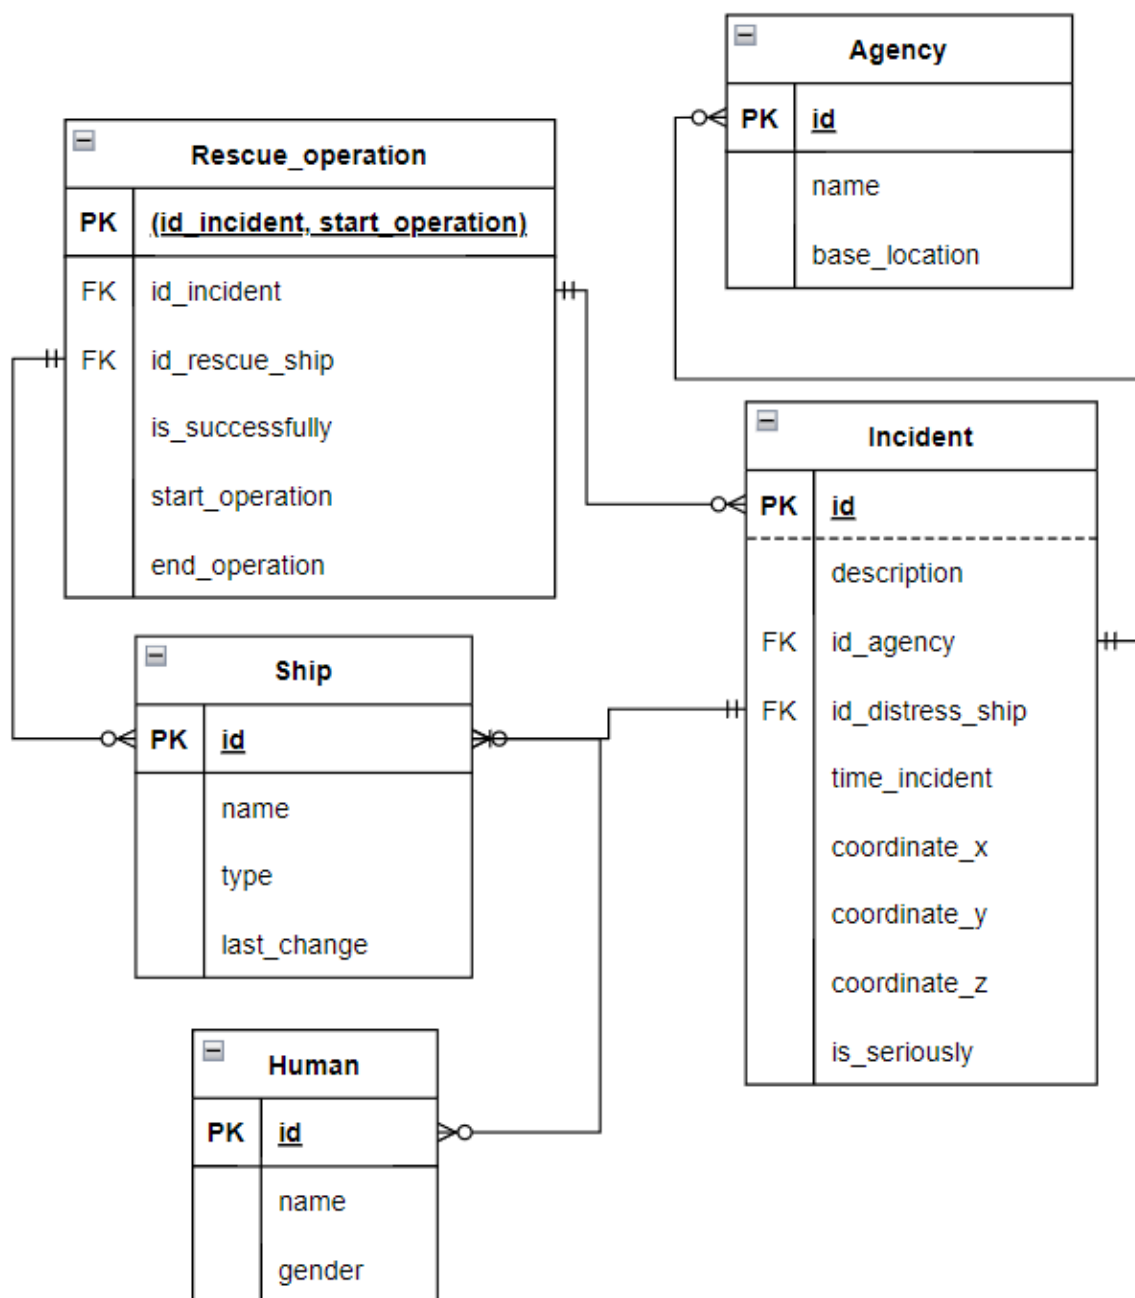 Agency
PK id
name
base_location
Rescue_operation
PK (id_incident, start_operation)
FK id_incident
FK id_rescue_ship
is_successfully
start_operation
end_operation
Incident
PK id
description
FK id_agency
FK id_distress_ship
time_incident
coordinate_x
coordinate_y
coordinate_z
is_seriously
Ship
PK id
name
type
last_change
Human
PK id
name
gender